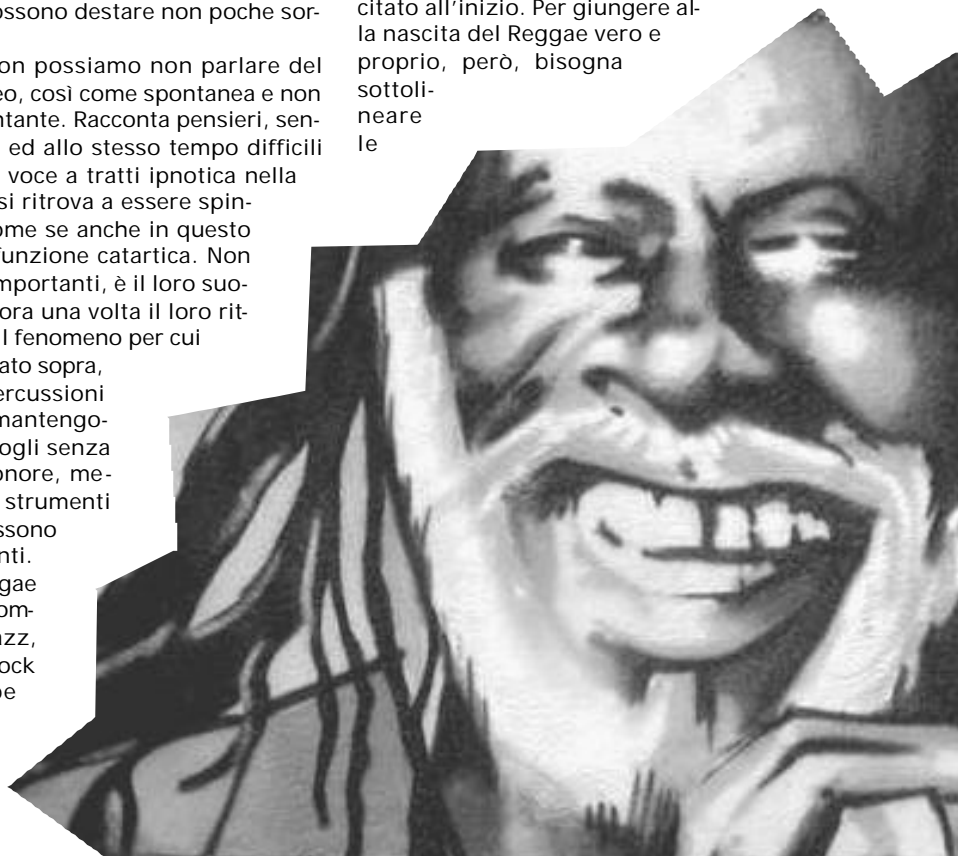 ossono destare non poche sor-
on possiamo non parlare del
eo, così come spontanea e non
ntante. Racconta pensieri, sen-
ed allo stesso tempo difficili
voce a tratti ipnotica nella
si ritrova a essere spin-
ome se anche in questo
funzione catartica. Non
mportanti, è il loro suo-
ora una volta il loro rit-
l fenomeno per cui
ato sopra,
ercussioni
mantengo-
ogli senza
onore, me-
strumenti
ssono
nti.
gae
om-
azz,
ock
citato all'inizio. Per giungere al-
la nascita del Reggae vero e
proprio, però, bisogna
sottoli-
neare
le